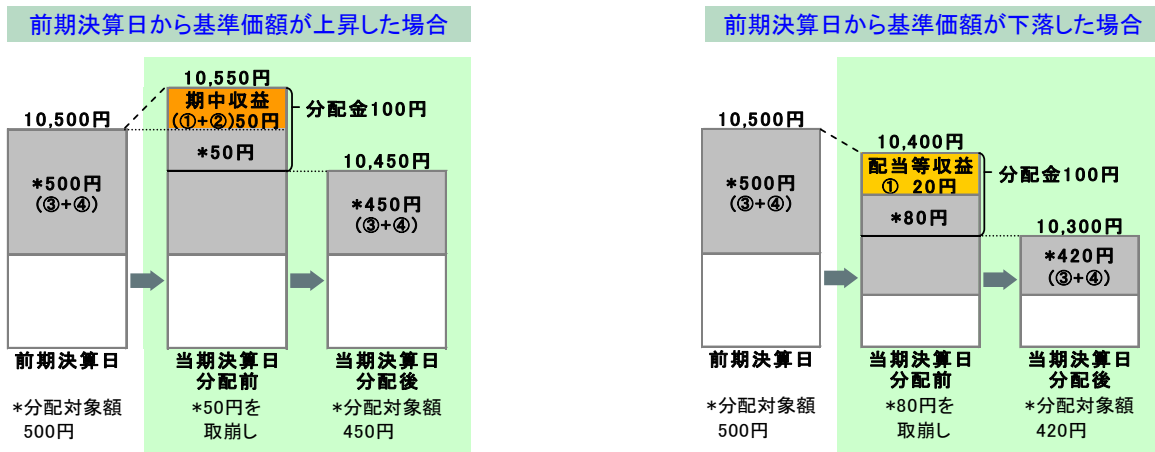 前期決算日から基準価額が上昇した場合
10,550円
期中収益
(①+②)50円
分配金100円
10,500円
*50円
10,450円
*500円
(③+④)
*450円
(③+④)
前期決算日
当期決算日
分配前
当期決算日
分配後
*分配対象額
500円
*50円を
取崩し
*分配対象額
450円
前期決算日から基準価額が下落した場合
10,500円
10,400円
配当等収益
① 20円
分配金100円
*500円
(③+④)
*80円
10,300円
*420円
(③+④)
前期決算日
当期決算日
分配前
当期決算日
分配後
*分配対象額
500円
*80円を
取崩し
*分配対象額
420円